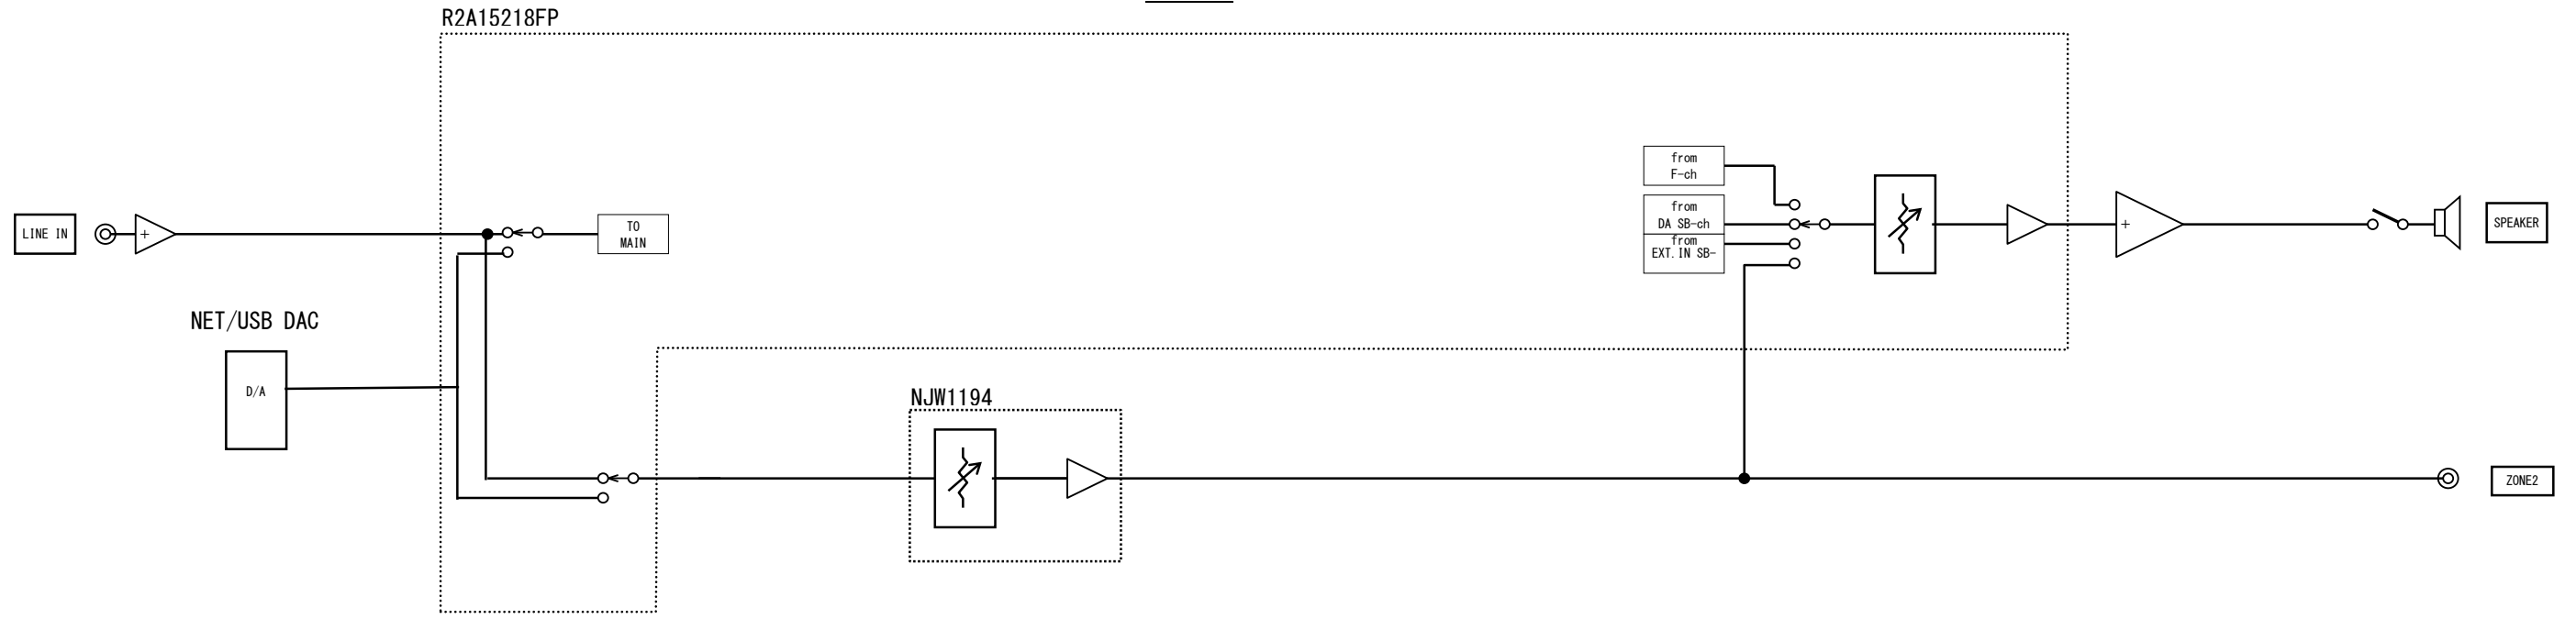 R2A15218FP
from
F-ch
LINE IN
+
TO
MAIN
from
DA SB-ch
from
EXT.IN SB-
+
SPEAKER
NET/USB DAC
D/A
NJW1194
ZONE2